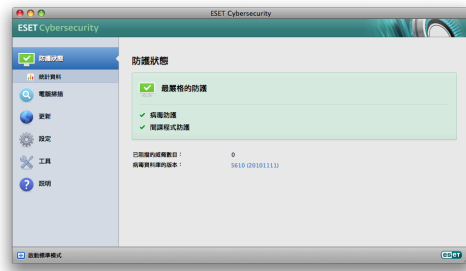 ESET Cybersecurity
ESET Cybersecurity
防護狀態
統計資料
電腦掃描
更新
設定
工具
說明
防護狀態
最嚴格的防護
病毒防護
間諜程式防護
已阻擋的威脅數目： 0
病毒資料庫的版本： 5610 (20101111)
啟動標準模式
ESET